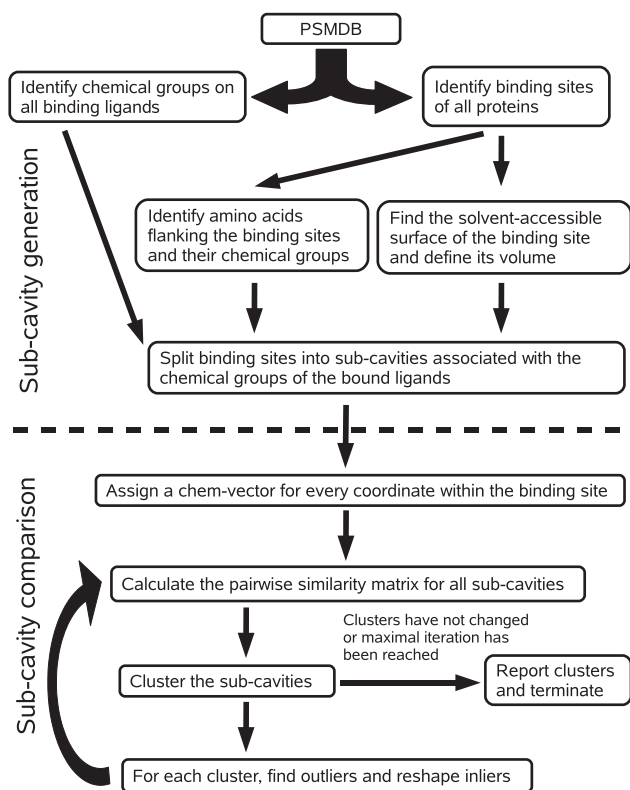 PSMDB
Identify chemical groups on
all binding ligands
Identify binding sites
of all proteins
Sub-cavity generation
Identify amino acids
flanking the binding sites
and their chemical groups
Find the solvent-accessible
surface of the binding site
and define its volume
Split binding sites into sub-cavities associated with the
chemical groups of the bound ligands
Sub-cavity comparison
Assign a chem-vector for every coordinate within the binding site
Calculate the pairwise similarity matrix for all sub-cavities
Clusters have not changed
or maximal iteration has
been reached
Cluster the sub-cavities
Report clusters
and terminate
For each cluster, find outliers and reshape inliers